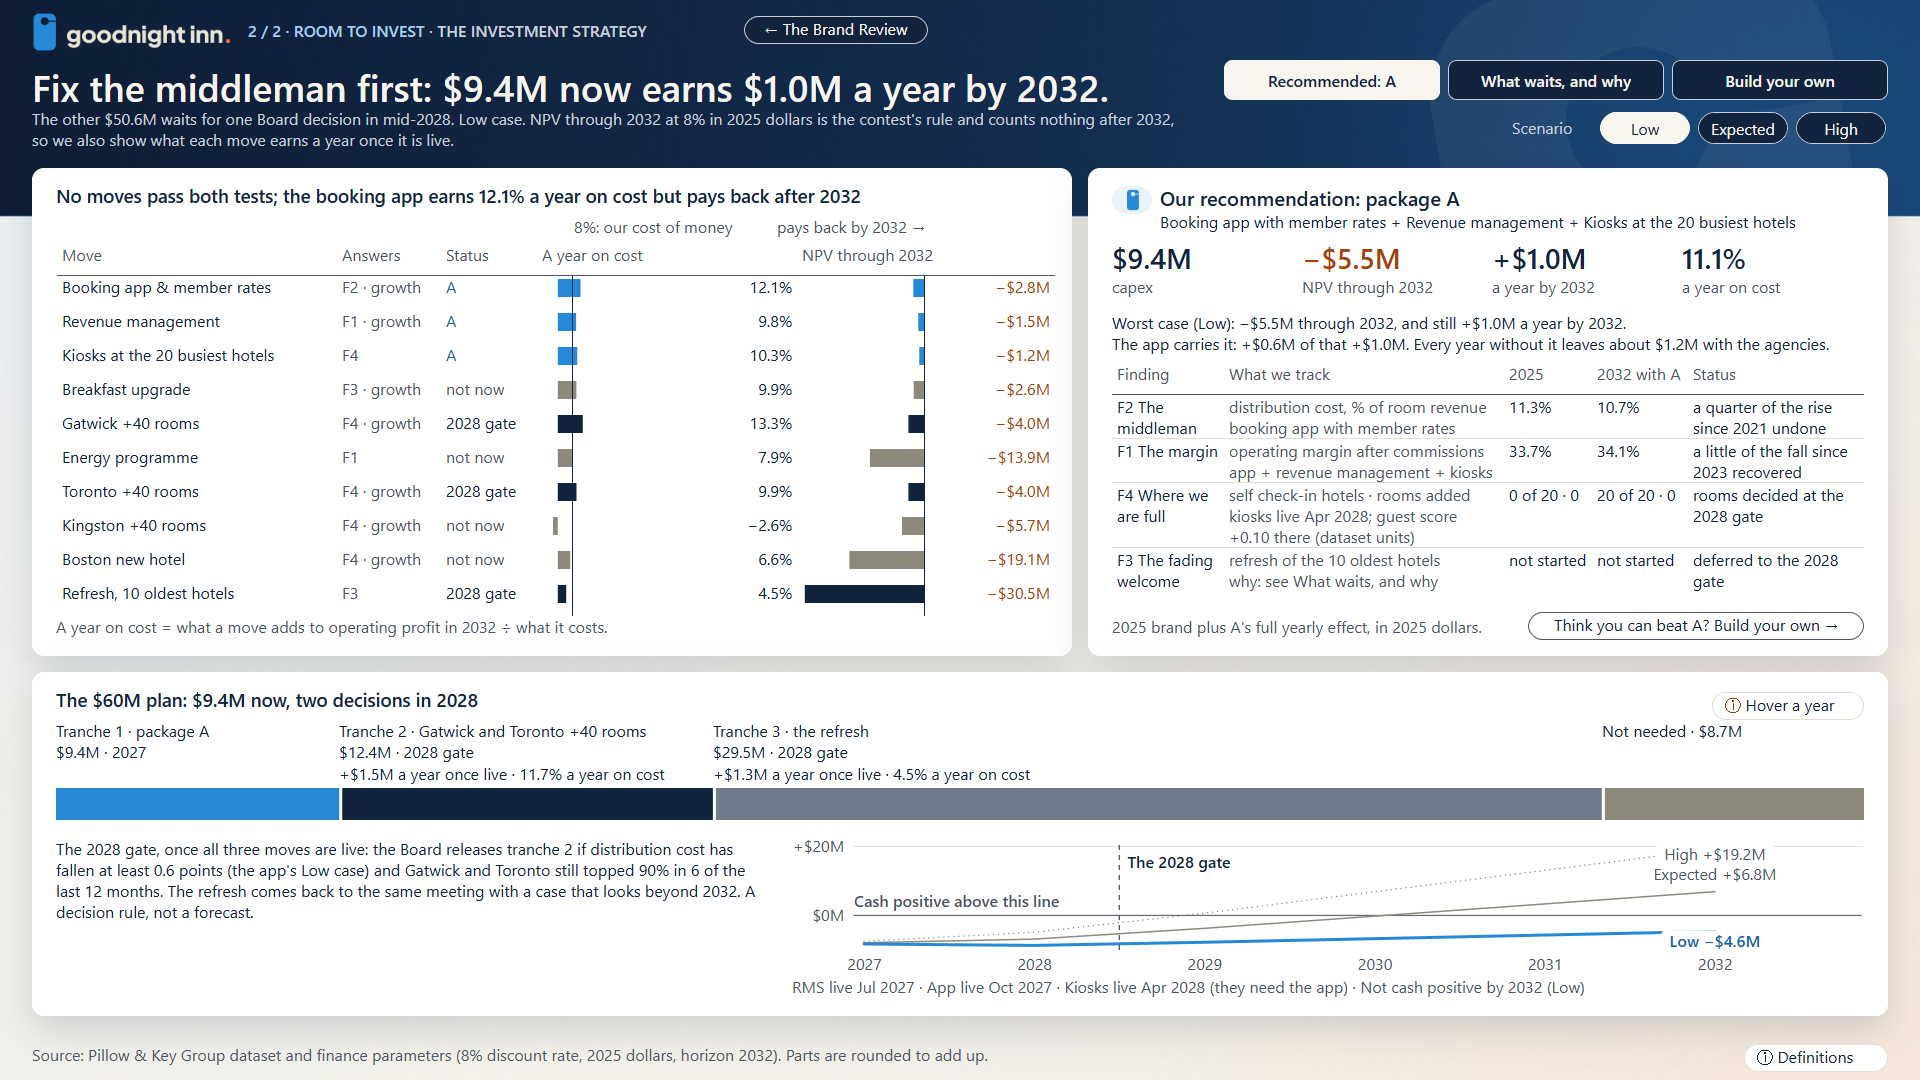 goodnight inn.
2 / 2 · ROOM TO INVEST · THE INVESTMENT STRATEGY
← The Brand Review
Fix the middleman first: $9.4M now earns $1.0M a year by 2032.
The other $50.6M waits for one Board decision in mid-2028. Low case. NPV through 2032 at 8% in 2025 dollars is the contest's rule and counts nothing after 2032,
so we also show what each move earns a year once it is live.
Recommended: A
What waits, and why
Build your own
Scenario
Low
Expected
High
No moves pass both tests; the booking app earns 12.1% a year on cost but pays back after 2032
8%: our cost of money
pays back by 2032 →
Move Answers Status A year on cost NPV through 2032
Booking app & member rates F2 · growth A 12.1% −$2.8M
Revenue management F1 · growth A 9.8% −$1.5M
Kiosks at the 20 busiest hotels F4 A 10.3% −$1.2M
Breakfast upgrade F3 · growth not now 9.9% −$2.6M
Gatwick +40 rooms F4 · growth 2028 gate 13.3% −$4.0M
Energy programme F1 not now 7.9% −$13.9M
Toronto +40 rooms F4 · growth 2028 gate 9.9% −$4.0M
Kingston +40 rooms F4 · growth not now −2.6% −$5.7M
Boston new hotel F4 · growth not now 6.6% −$19.1M
Refresh, 10 oldest hotels F3 2028 gate 4.5% −$30.5M
A year on cost = what a move adds to operating profit in 2032 ÷ what it costs.
Our recommendation: package A
Booking app with member rates + Revenue management + Kiosks at the 20 busiest hotels
$9.4M −$5.5M +$1.0M 11.1%
capex NPV through 2032 a year by 2032 a year on cost
Worst case (Low): −$5.5M through 2032, and still +$1.0M a year by 2032.
The app carries it: +$0.6M of that +$1.0M. Every year without it leaves about $1.2M with the agencies.
Finding What we track 2025 2032 with A Status
F2 The distribution cost, % of room revenue 11.3% 10.7% a quarter of the rise
middleman booking app with member rates since 2021 undone
F1 The margin operating margin after commissions 33.7% 34.1% a little of the fall since
app + revenue management + kiosks 2023 recovered
F4 Where we self check-in hotels · rooms added 0 of 20 · 0 20 of 20 · 0 rooms decided at the
are full kiosks live Apr 2028; guest score 2028 gate
+0.10 there (dataset units)
F3 The fading refresh of the 10 oldest hotels not started not started deferred to the 2028
welcome why: see What waits, and why gate
2025 brand plus A's full yearly effect, in 2025 dollars.
Think you can beat A? Build your own →
The $60M plan: $9.4M now, two decisions in 2028
ⓘ Hover a year
Tranche 1 · package A Tranche 2 · Gatwick and Toronto +40 rooms Tranche 3 · the refresh Not needed · $8.7M
$9.4M · 2027 $12.4M · 2028 gate $29.5M · 2028 gate
+$1.5M a year once live · 11.7% a year on cost +$1.3M a year once live · 4.5% a year on cost
The 2028 gate, once all three moves are live: the Board releases tranche 2 if distribution cost has
fallen at least 0.6 points (the app's Low case) and Gatwick and Toronto still topped 90% in 6 of the
last 12 months. The refresh comes back to the same meeting with a case that looks beyond 2032. A
decision rule, not a forecast.
+$20M
The 2028 gate
High +$19.2M
Expected +$6.8M
Cash positive above this line
$0M
Low −$4.6M
2027 2028 2029 2030 2031 2032
RMS live Jul 2027 · App live Oct 2027 · Kiosks live Apr 2028 (they need the app) · Not cash positive by 2032 (Low)
Source: Pillow & Key Group dataset and finance parameters (8% discount rate, 2025 dollars, horizon 2032). Parts are rounded to add up.
ⓘ Definitions